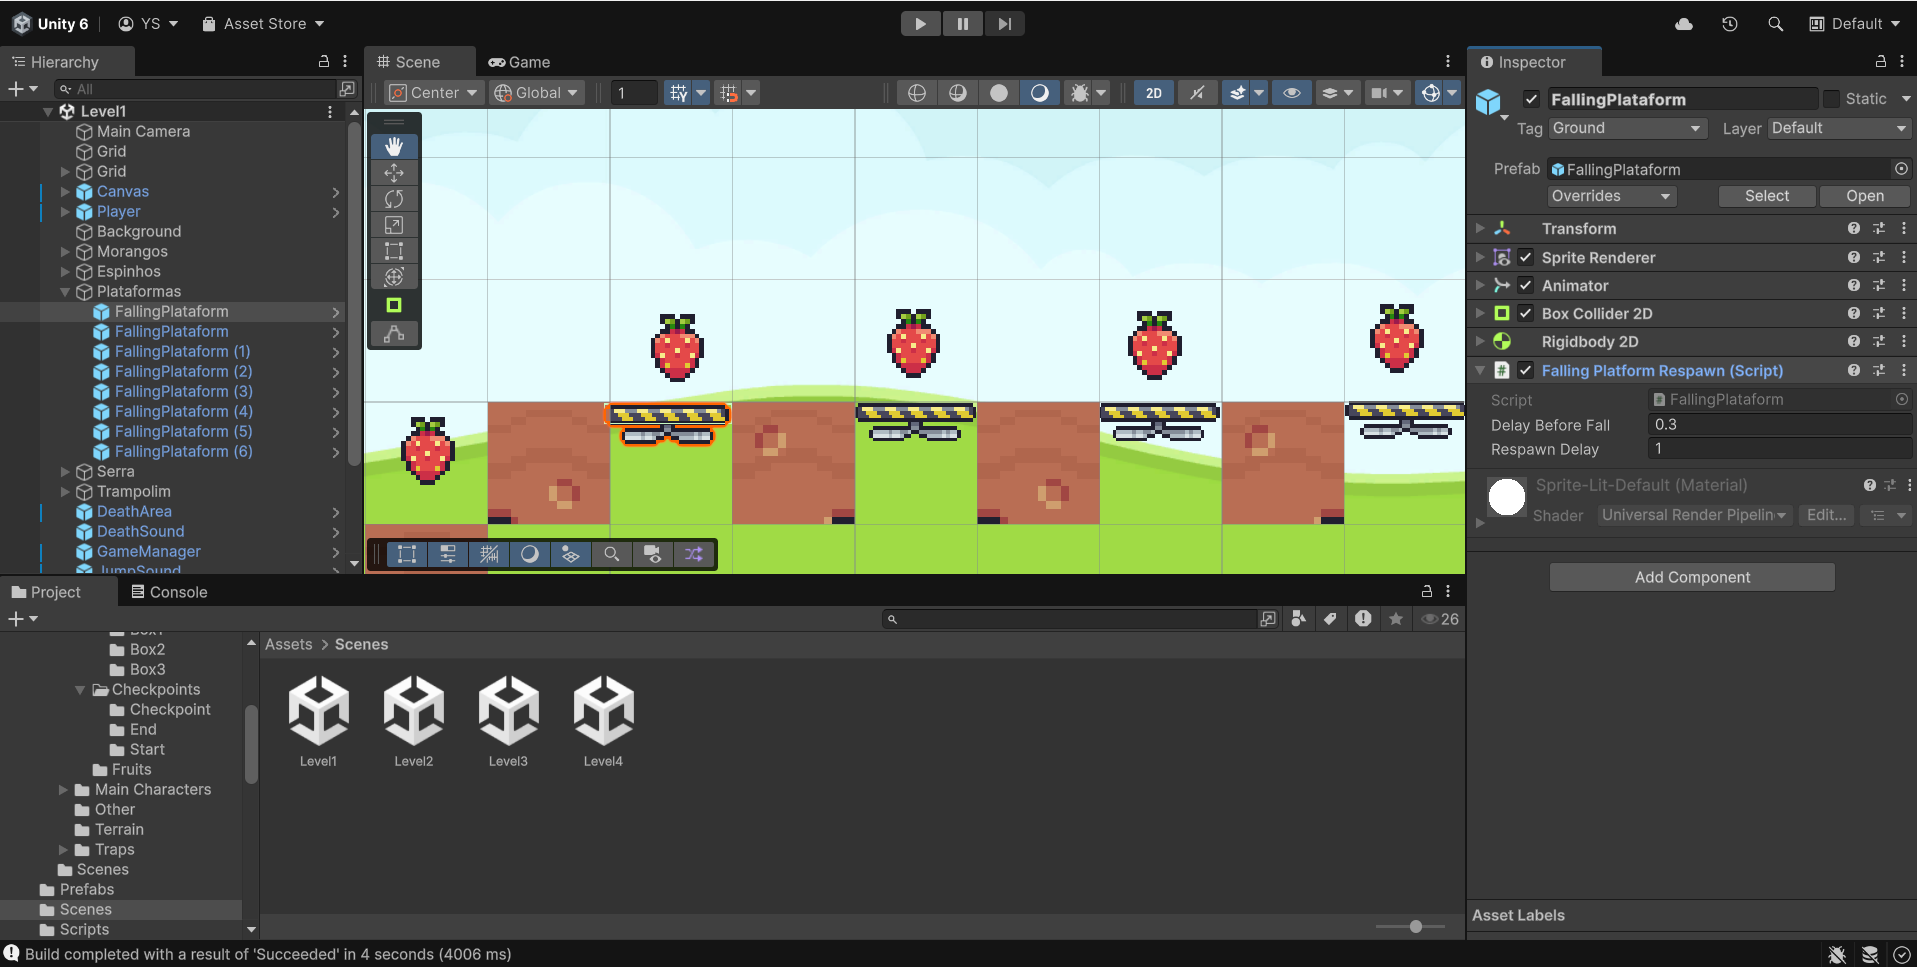 Unity 6
YS
Asset Store
Default
Hierarchy
All
Level1
Main Camera
Grid
Grid
Canvas
Player
Background
Morangos
Espinhos
Plataformas
FallingPlataform
FallingPlataform
FallingPlataform (1)
FallingPlataform (2)
FallingPlataform (3)
FallingPlataform (4)
FallingPlataform (5)
FallingPlataform (6)
Serra
Trampolim
DeathArea
DeathSound
GameManager
JumpSound
Scene
Game
Center
Global
1
2D
Inspector
FallingPlataform
Static
Tag
Ground
Layer
Default
Prefab
FallingPlataform
Overrides
Select
Open
Transform
Sprite Renderer
Animator
Box Collider 2D
Rigidbody 2D
Falling Platform Respawn (Script)
Script
FallingPlataform
Delay Before Fall
0.3
Respawn Delay
1
Sprite-Lit-Default (Material)
Shader
Universal Render Pipelin
Edit...
Add Component
Asset Labels
Project
Console
26
Box1
Box2
Box3
Checkpoints
Checkpoint
End
Start
Fruits
Main Characters
Other
Terrain
Traps
Scenes
Prefabs
Scenes
Scripts
Assets > Scenes
Level1
Level2
Level3
Level4
Build completed with a result of 'Succeeded' in 4 seconds (4006 ms)